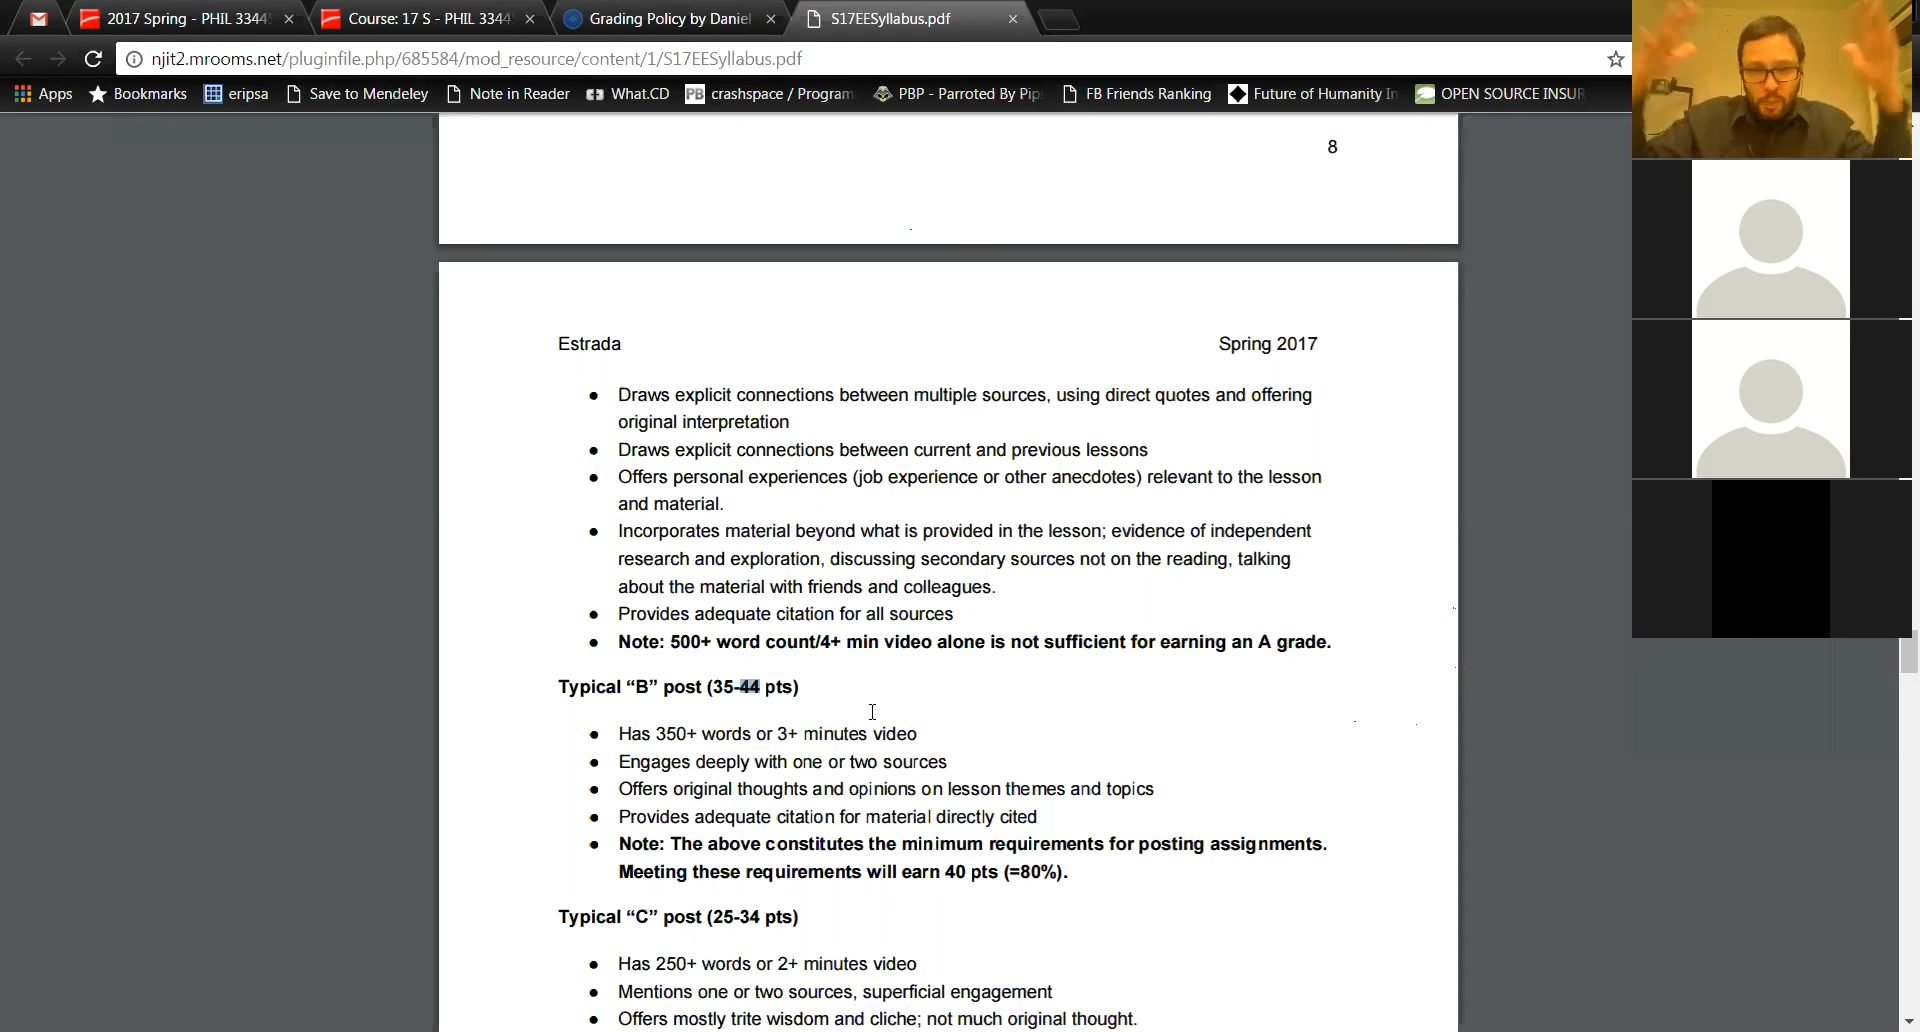 2017 Spring - PHIL 3344
Course: 17 S - PHIL 3344
Grading Policy by Daniel
S17EESyllabus.pdf
njit2.mrooms.net/pluginfile.php/685584/mod_resource/content/1/S17EESyllabus.pdf
Apps Bookmarks eripsa Save to Mendeley Note in Reader What.CD PB crashspace / Program PBP - Parroted By Pip FB Friends Ranking Future of Humanity In OPEN SOURCE INSUR
8
Estrada Spring 2017
● Draws explicit connections between multiple sources, using direct quotes and offering
original interpretation
● Draws explicit connections between current and previous lessons
● Offers personal experiences (job experience or other anecdotes) relevant to the lesson
and material.
● Incorporates material beyond what is provided in the lesson; evidence of independent
research and exploration, discussing secondary sources not on the reading, talking
about the material with friends and colleagues.
● Provides adequate citation for all sources
● Note: 500+ word count/4+ min video alone is not sufficient for earning an A grade.
Typical “B” post (35-44 pts)
● Has 350+ words or 3+ minutes video
● Engages deeply with one or two sources
● Offers original thoughts and opinions on lesson themes and topics
● Provides adequate citation for material directly cited
● Note: The above constitutes the minimum requirements for posting assignments.
Meeting these requirements will earn 40 pts (=80%).
Typical “C” post (25-34 pts)
● Has 250+ words or 2+ minutes video
● Mentions one or two sources, superficial engagement
● Offers mostly trite wisdom and cliche; not much original thought.